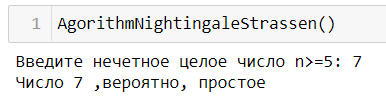 1 AgorithmNightingaleStrassen()
Введите нечетное целое число n>=5: 7
Число 7 ,вероятно, простое